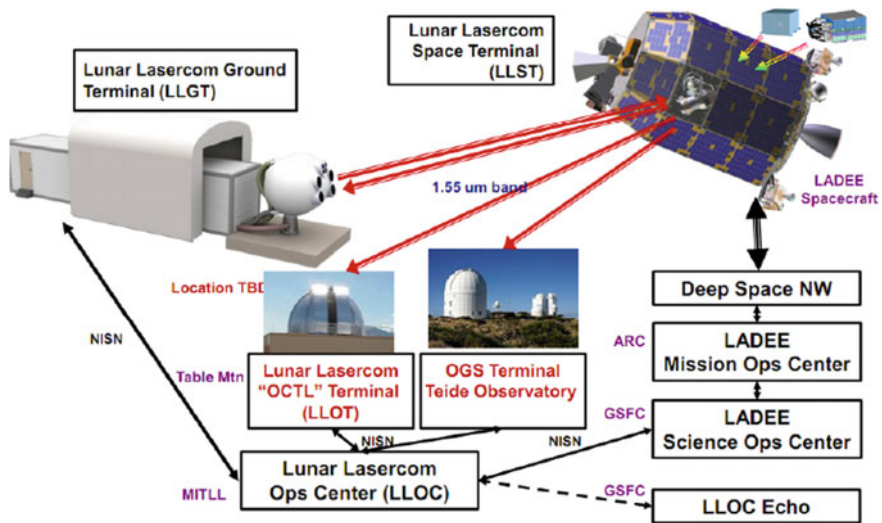 Lunar Lasercom Ground
Terminal (LLGT)
Lunar Lasercom
Space Terminal
(LLST)
1.55 um band
LADEE
Spacecraft
Location TBD
NISN
Deep Space NW
ARC
LADEE
Mission Ops Center
Table Mtn
Lunar Lasercom
“OCTL” Terminal
(LLOT)
OGS Terminal
Teide Observatory
GSFC
LADEE
Science Ops Center
NISN
NISN
MITLL
Lunar Lasercom
Ops Center (LLOC)
GSFC
LLOC Echo